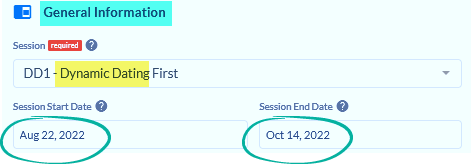 General Information
Session required ?
DD1 - Dynamic Dating First
Session Start Date ? Session End Date ?
Aug 22, 2022 Oct 14, 2022